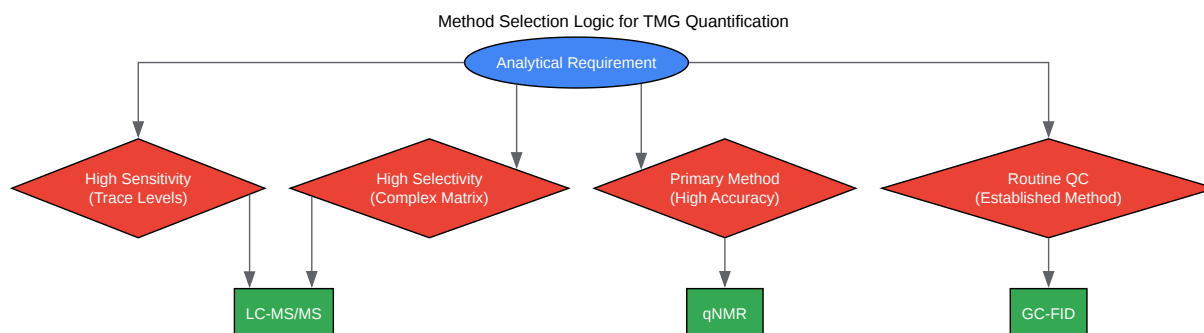 Method Selection Logic for TMG Quantification
Analytical Requirement
High Sensitivity
(Trace Levels)
High Selectivity
(Complex Matrix)
Primary Method
(High Accuracy)
Routine QC
(Established Method)
LC-MS/MS
qNMR
GC-FID